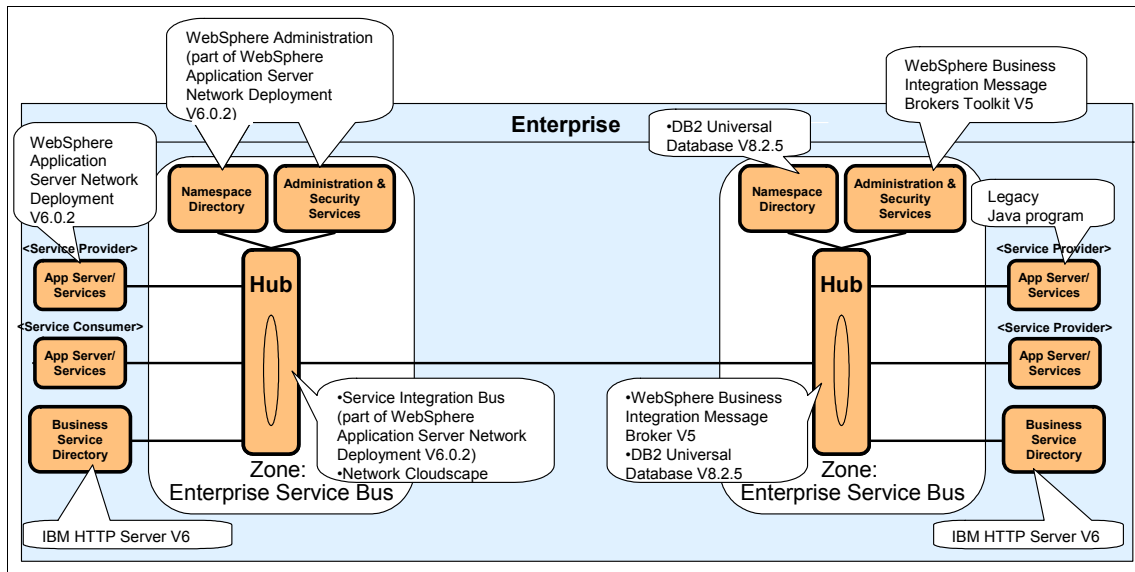 WebSphere Administration
(part of WebSphere
Application Server
Network Deployment
V6.0.2)
WebSphere Business
Integration Message
Brokers Toolkit V5
Enterprise
•DB2 Universal
Database V8.2.5
WebSphere
Application
Server Network
Deployment
V6.0.2
Namespace
Directory
Administration &
Security
Services
Namespace
Directory
Administration &
Security
Services
Legacy
Java program
<Service Provider>
App Server/
Services
Hub
Hub
<Service Provider>
App Server/
Services
<Service Consumer>
App Server/
Services
<Service Provider>
App Server/
Services
•Service Integration Bus
(part of WebSphere
Application Server Network
Deployment V6.0.2)
•Network Cloudscape
•WebSphere Business
Integration Message
Broker V5
•DB2 Universal
Database V8.2.5
Business
Service
Directory
Business
Service
Directory
Zone:
Enterprise Service Bus
Zone:
Enterprise Service Bus
IBM HTTP Server V6
IBM HTTP Server V6